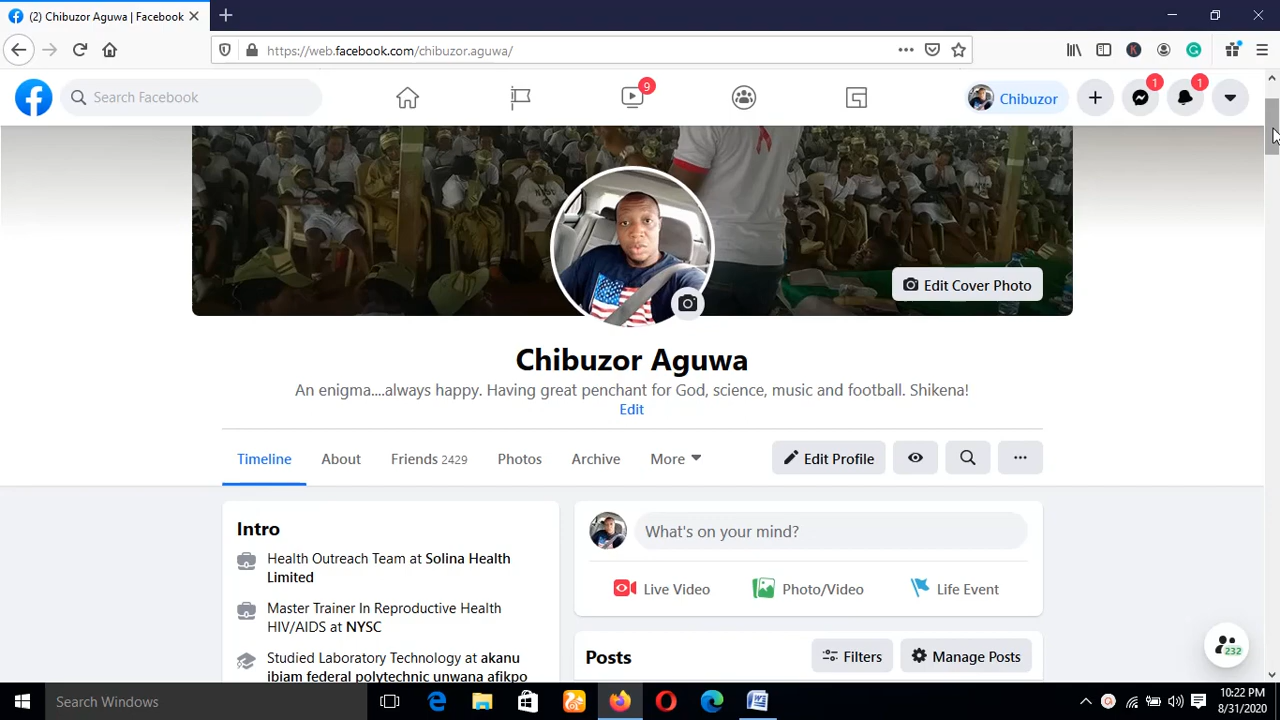 (2) Chibuzor Aguwa | Facebook
https://web.facebook.com/chibuzor.aguwa/
Search Facebook
9
Chibuzor
1
1
Edit Cover Photo
Chibuzor Aguwa
An enigma....always happy. Having great penchant for God, science, music and football. Shikena!
Edit
Timeline
About
Friends 2429
Photos
Archive
More
Edit Profile
Intro
Health Outreach Team at Solina Health
Limited
Master Trainer In Reproductive Health
HIV/AIDS at NYSC
Studied Laboratory Technology at akanu
ibiam federal polytechnic unwana afikpo
What's on your mind?
Live Video
Photo/Video
Life Event
Posts
Filters
Manage Posts
232
Search Windows
10:22 PM
8/31/2020